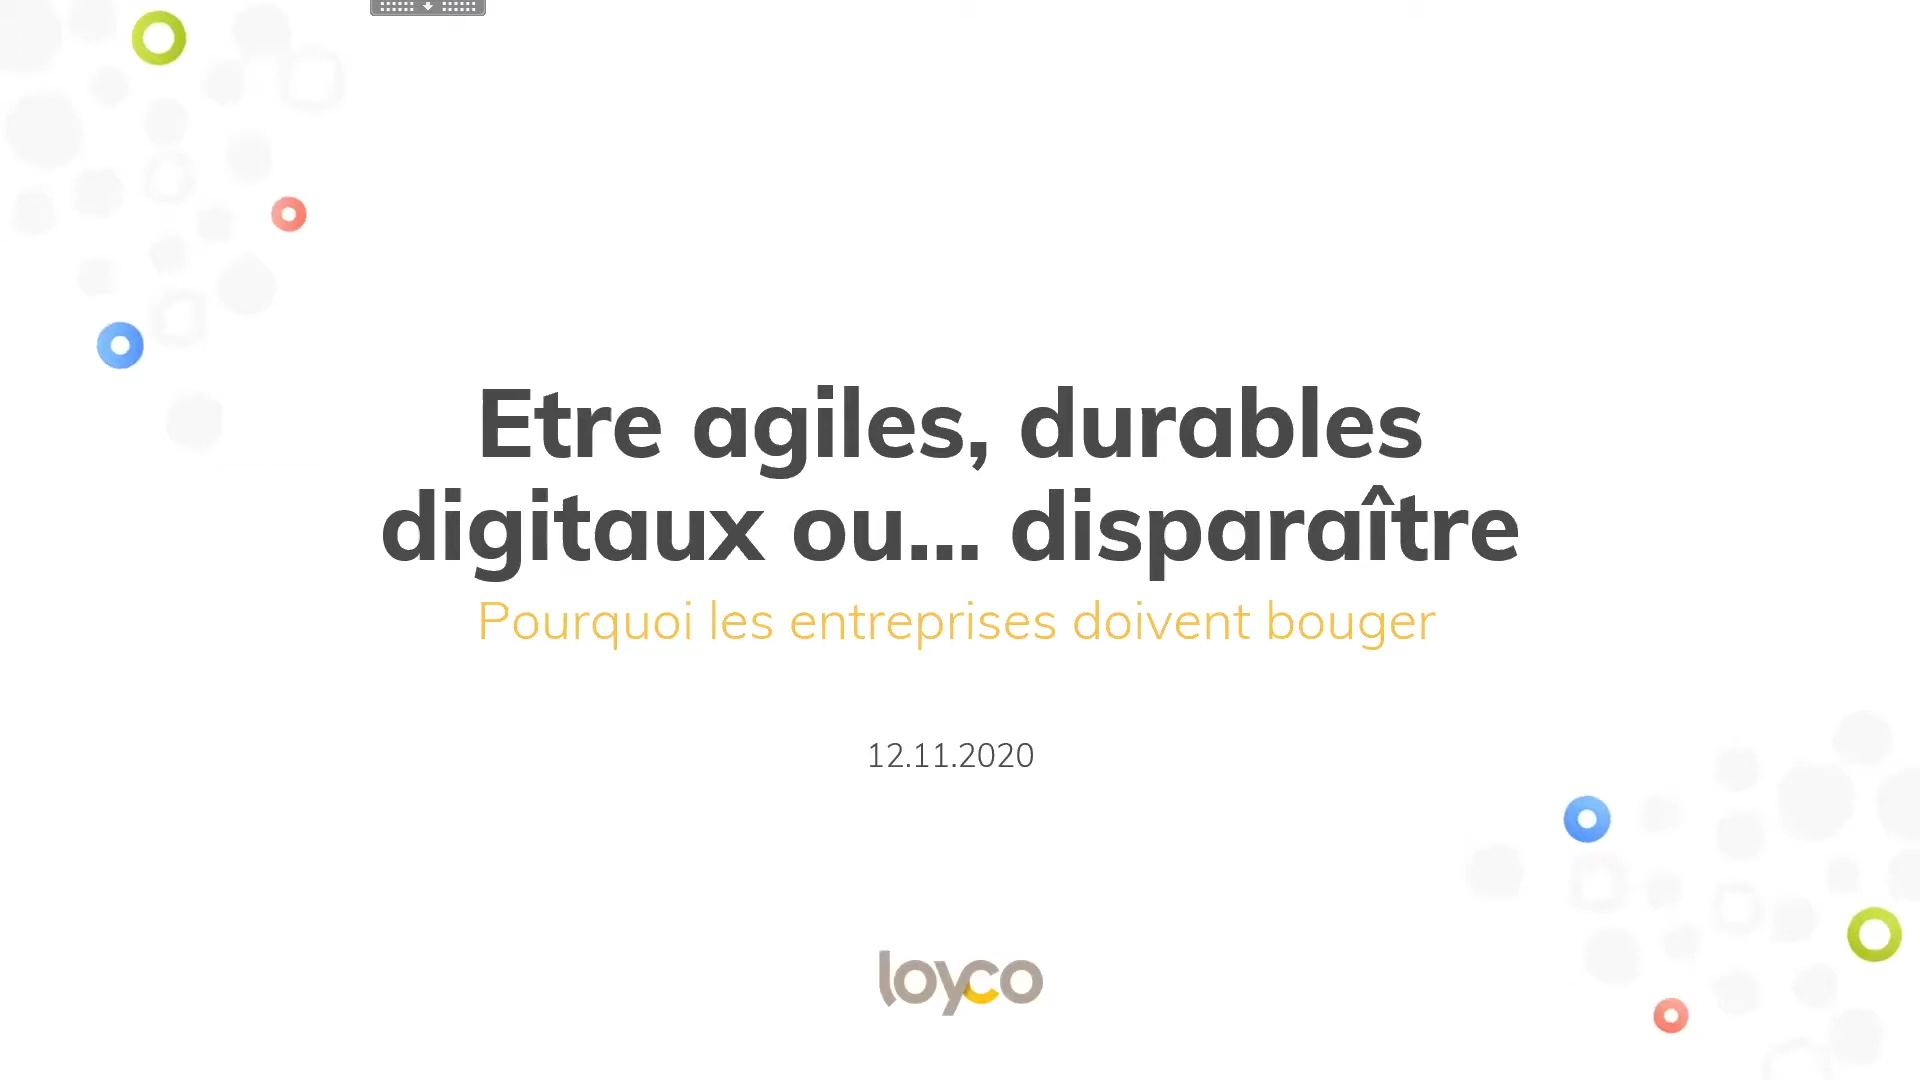 Etre agiles, durables
digitaux ou... disparaître
Pourquoi les entreprises doivent bouger
12.11.2020
loyco